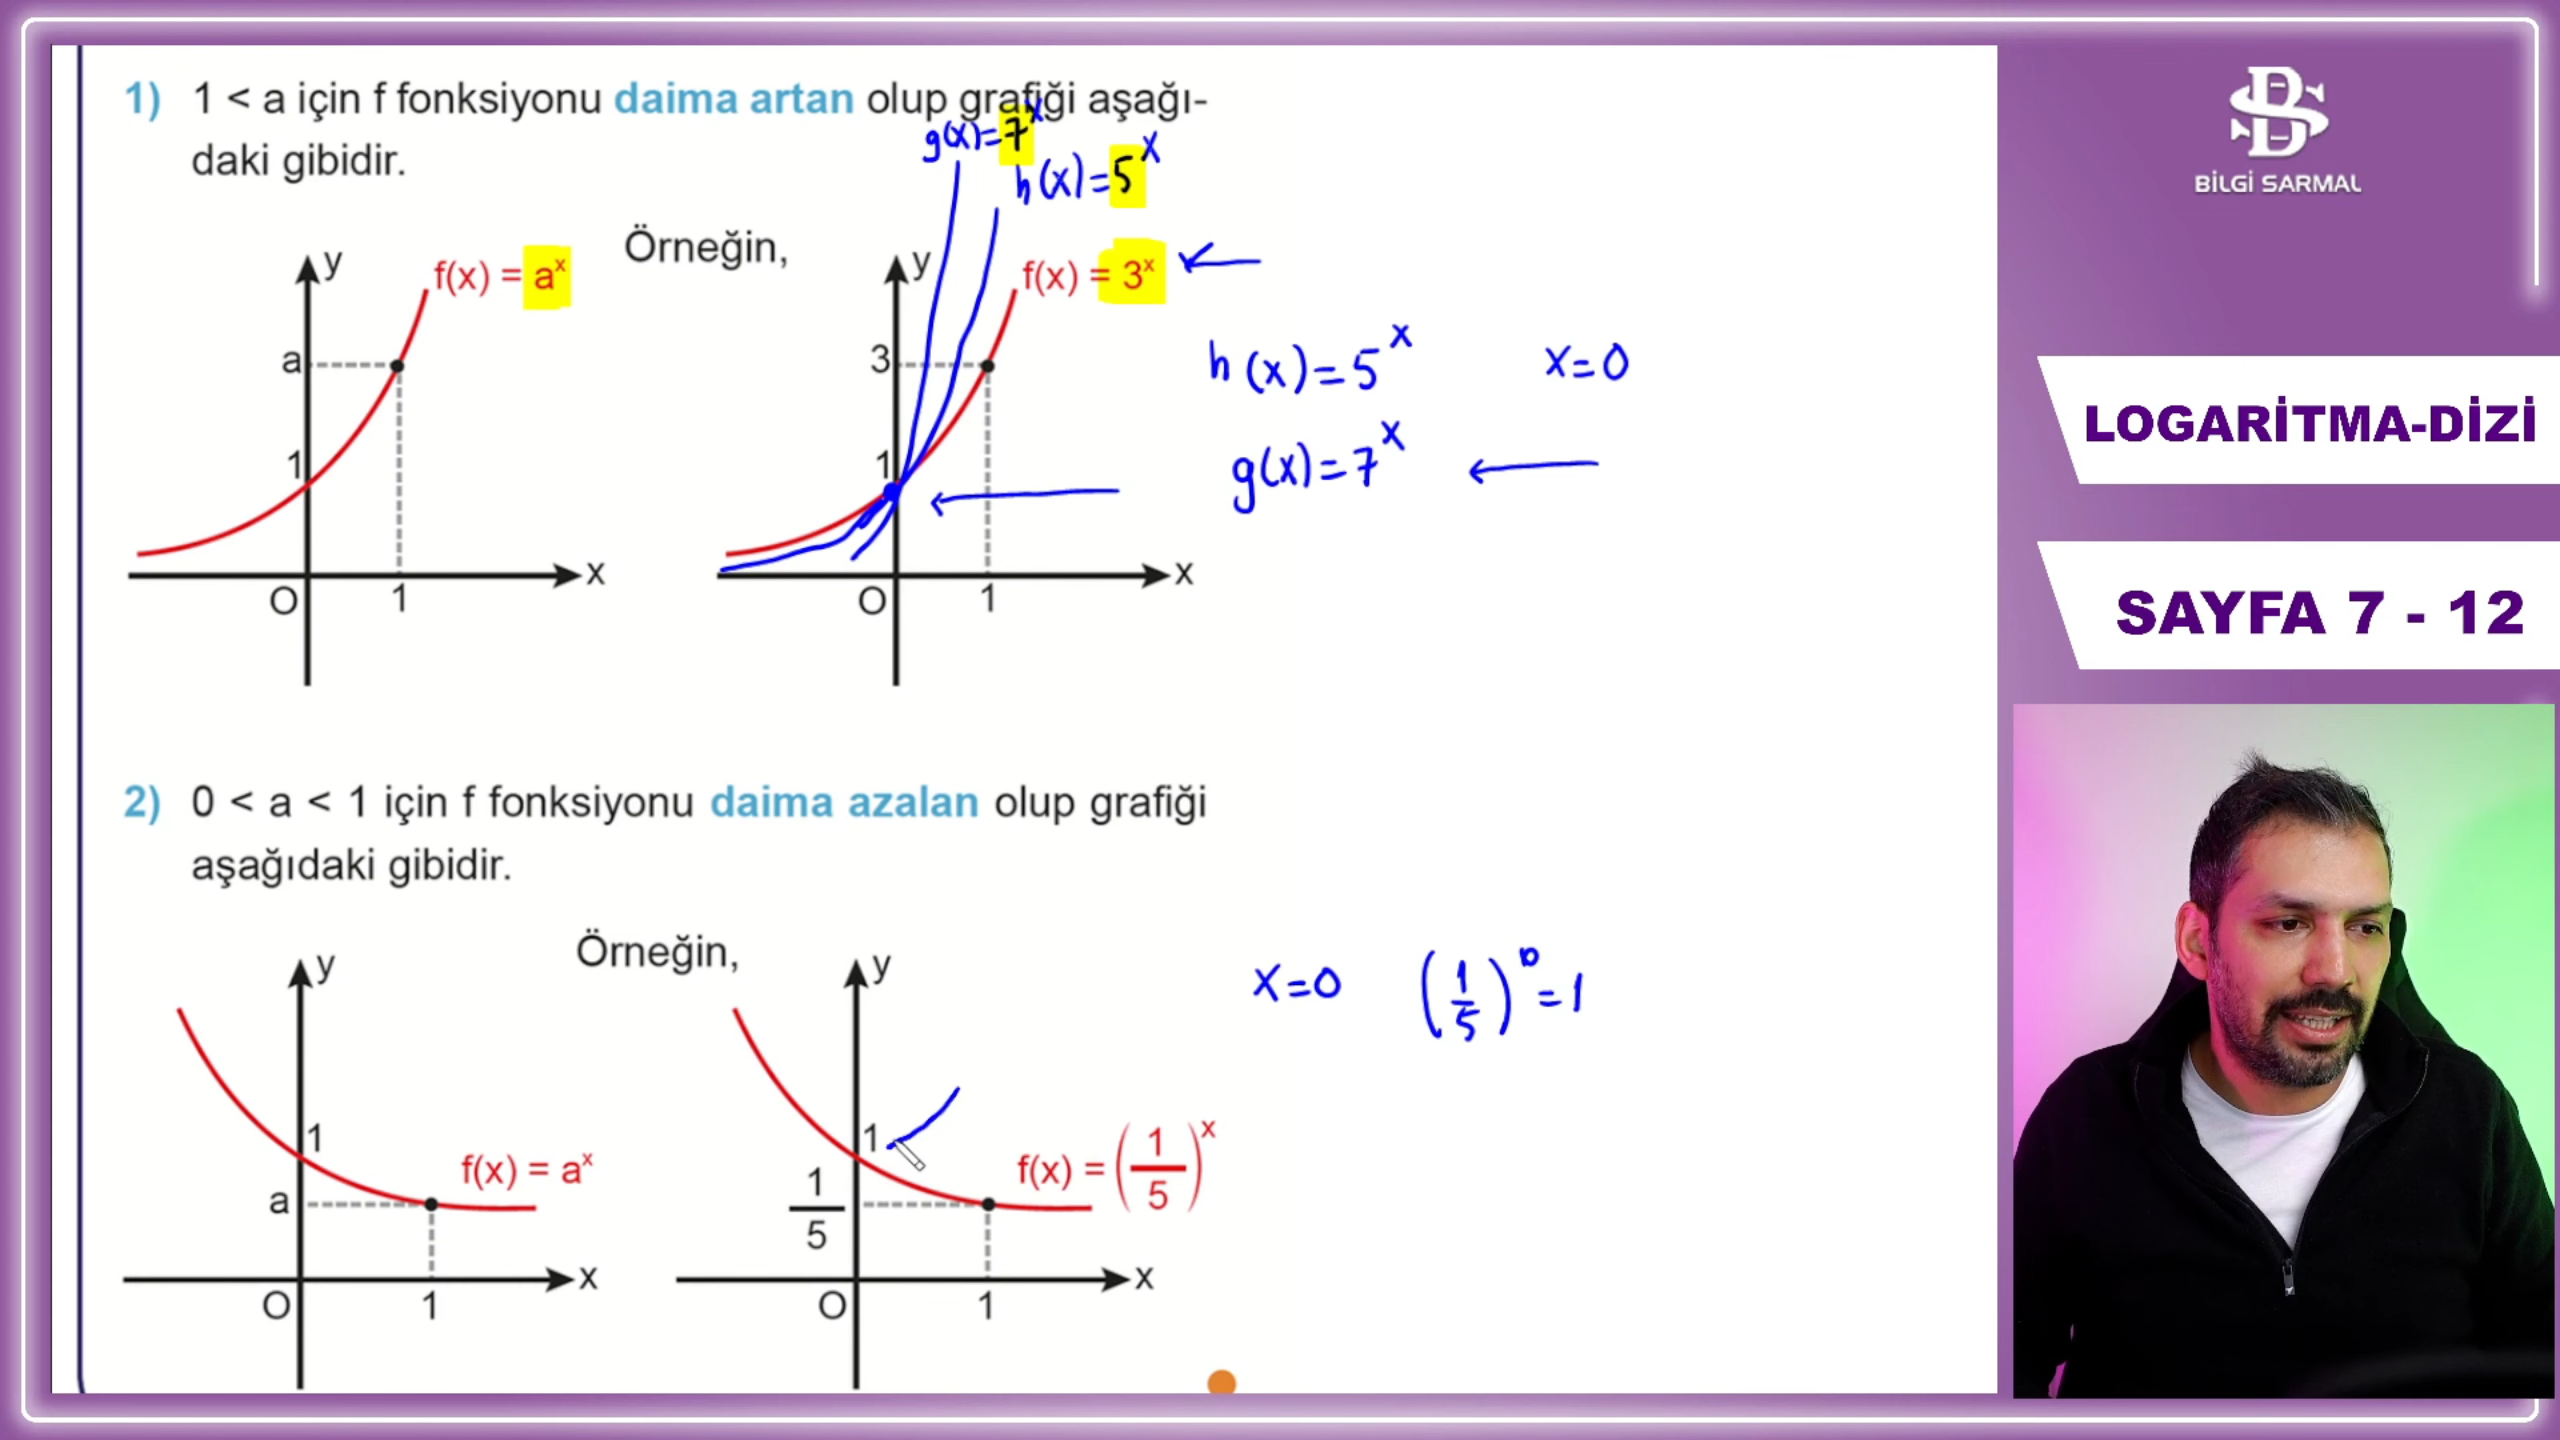 1) 1 < a için f fonksiyonu daima artan olup grafiği aşağı-
daki gibidir.
g(x)=7^x
h(x)=5^x
Örneğin,
y
f(x) = a^x
a
1
O
1
x
y
f(x) = 3^x
3
1
O
1
x
h(x)=5^x
x=0
g(x)=7^x
2) 0 < a < 1 için f fonksiyonu daima azalan olup grafiği
aşağıdaki gibidir.
Örneğin,
y
1
f(x) = a^x
a
O
1
x
y
1
f(x) = (1/5)^x
1/5
O
1
x
x=0
(1/5)^0=1
BİLGİ SARMAL
LOGARİTMA-DİZİ
SAYFA 7 - 12